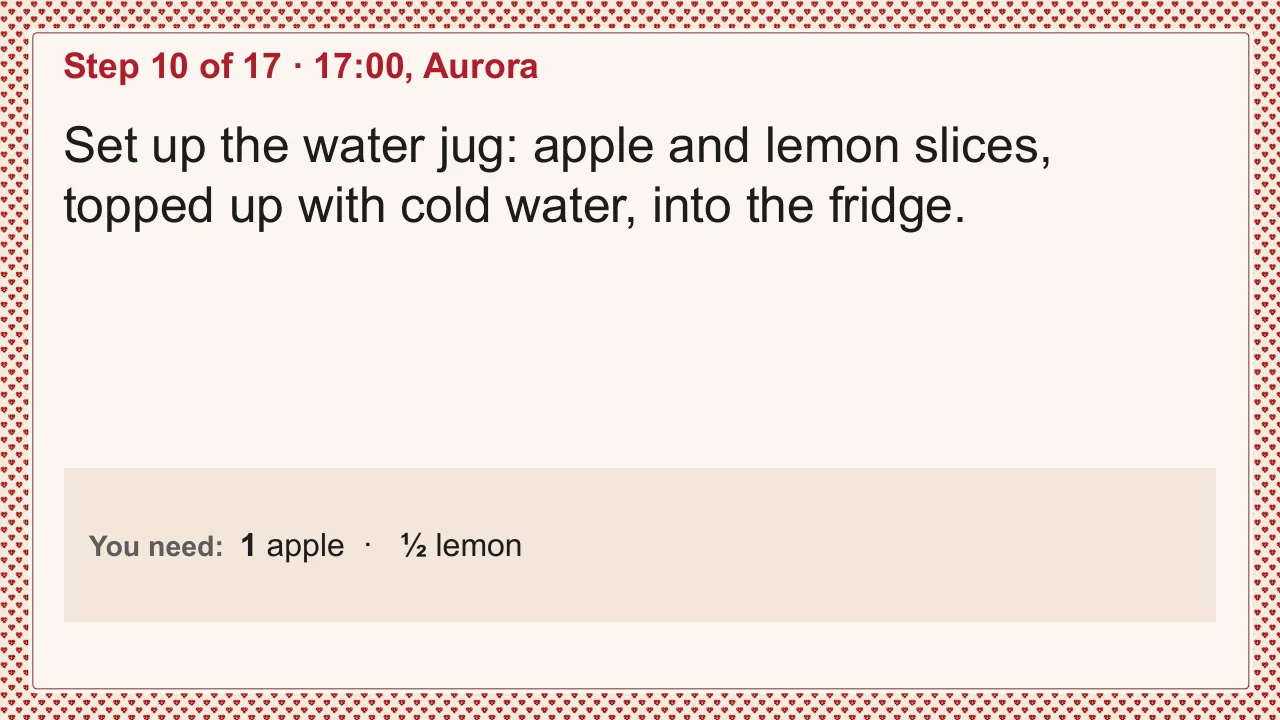 Step 10 of 17 · 17:00, Aurora
Set up the water jug: apple and lemon slices,
topped up with cold water, into the fridge.
You need: 1 apple · ½ lemon